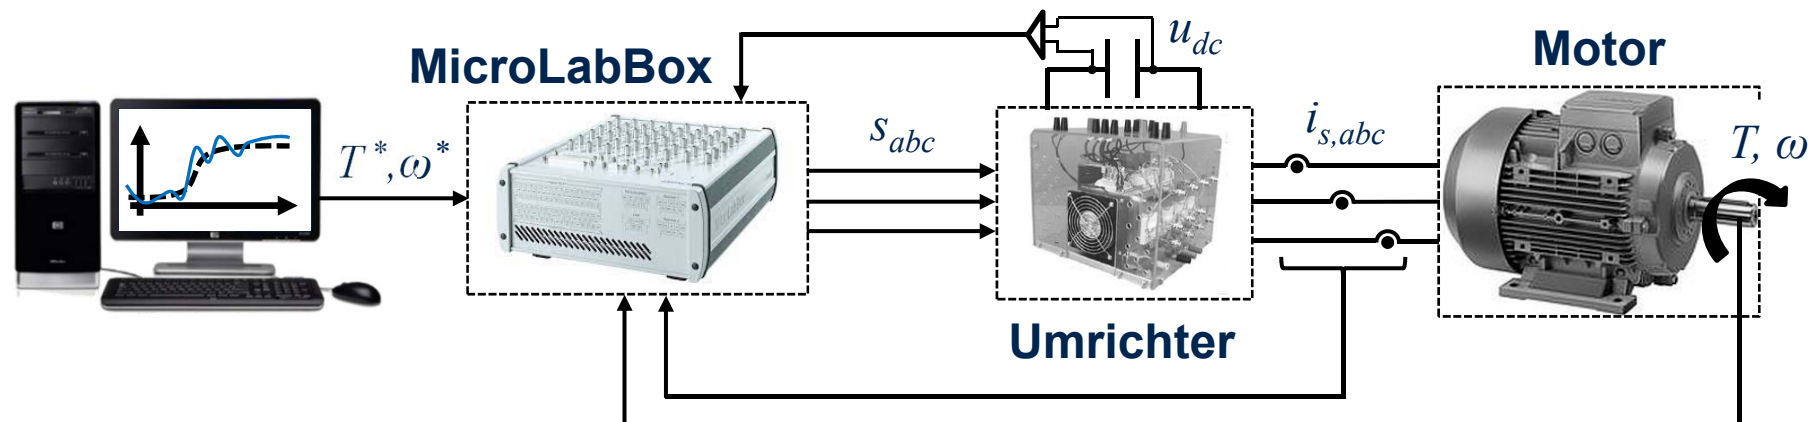 MicroLabBox
u_dc
Motor
T*,ω*
s_abc
i_s,abc
T, ω
Umrichter